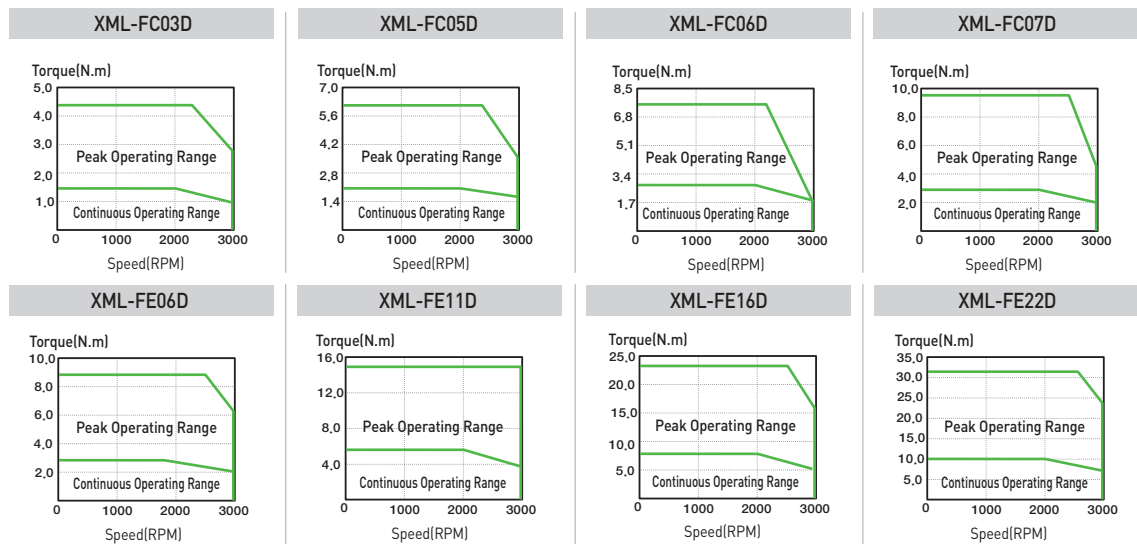 XML-FC03D
Torque(N.m)
5,0
4,0
3,0
2,0
1,0
Peak Operating Range
Continuous Operating Range
0 1000 2000 3000
Speed(RPM)
XML-FC05D
Torque(N.m)
7,0
5,6
4,2
2,8
1,4
Peak Operating Range
Continuous Operating Range
0 1000 2000 3000
Speed(RPM)
XML-FC06D
Torque(N.m)
8,5
6,8
5,1
3,4
1,7
Peak Operating Range
Continuous Operating Range
0 1000 2000 3000
Speed(RPM)
XML-FC07D
Torque(N.m)
10,0
8,0
6,0
4,0
2,0
Peak Operating Range
Continuous Operating Range
0 1000 2000 3000
Speed(RPM)
XML-FE06D
Torque(N.m)
10,0
8,0
6,0
4,0
2,0
Peak Operating Range
Continuous Operating Range
0 1000 2000 3000
Speed(RPM)
XML-FE11D
Torque(N.m)
16,0
12,0
8,0
4,0
Peak Operating Range
Continuous Operating Range
0 1000 2000 3000
Speed(RPM)
XML-FE16D
Torque(N.m)
25,0
20,0
15,0
10,0
5,0
Peak Operating Range
Continuous Operating Range
0 1000 2000 3000
Speed(RPM)
XML-FE22D
Torque(N.m)
35,0
30,0
25,0
20,0
15,0
10,0
5,0
Peak Operating Range
Continuous Operating Range
0 1000 2000 3000
Speed(RPM)